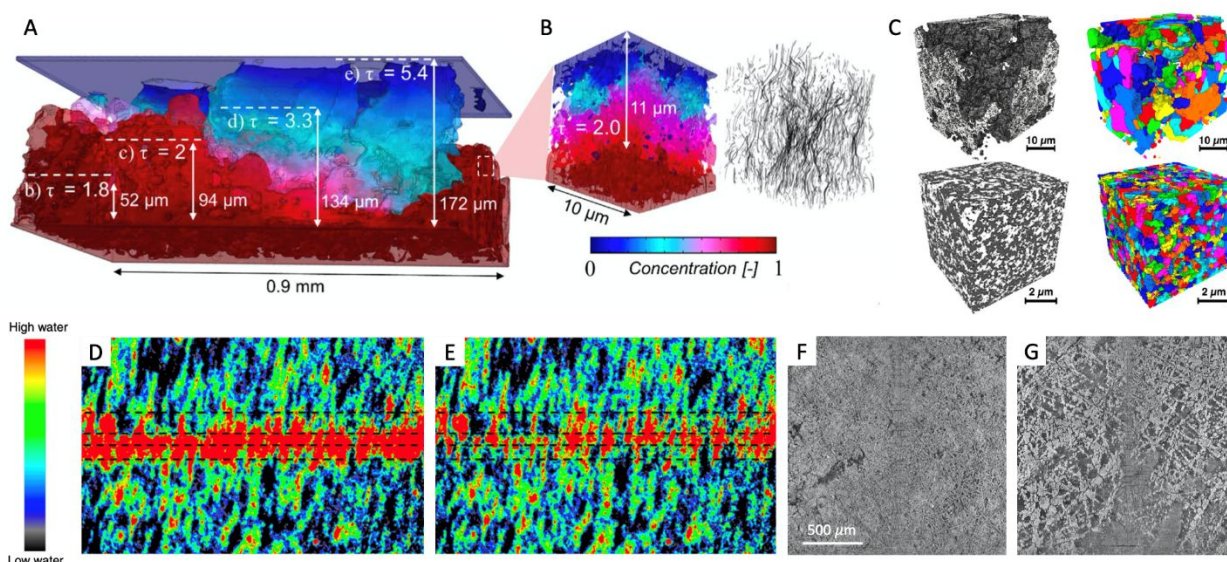 A
B
C
e) τ = 5.4
d) τ = 3.3
c) τ = 2
b) τ = 1.8
52 μm
94 μm
134 μm
172 μm
0.9 mm
11 μm
τ = 2.0
10 μm
0
1
Concentration [-]
10 μm
10 μm
2 μm
2 μm
High water
Low water
D
E
F
G
500 μm